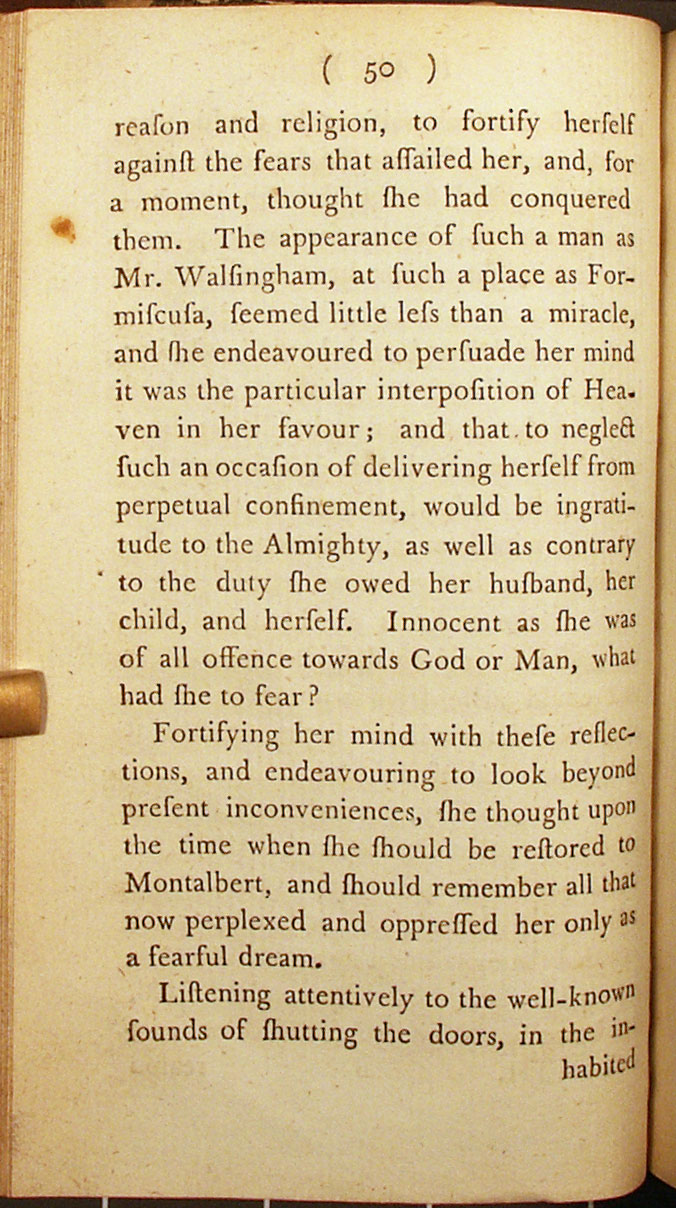 ( 50 )
reaſon and religion, to fortify herſelf
againſt the fears that aſſailed her, and, for
a moment, thought ſhe had conquered
them. The appearance of ſuch a man as
Mr. Walſingham, at ſuch a place as For-
miſcuſa, ſeemed little leſs than a miracle,
and ſhe endeavoured to perſuade her mind
it was the particular interpoſition of Hea-
ven in her favour; and that to neglect
ſuch an occaſion of delivering herſelf from
perpetual confinement, would be ingrati-
tude to the Almighty, as well as contrary
to the duty ſhe owed her huſband, her
child, and herſelf. Innocent as ſhe was
of all offence towards God or Man, what
had ſhe to fear?
Fortifying her mind with theſe reflec-
tions, and endeavouring to look beyond
preſent inconveniences, ſhe thought upon
the time when ſhe ſhould be reſtored to
Montalbert, and ſhould remember all that
now perplexed and oppreſſed her only as
a fearful dream.
Liſtening attentively to the well-known
ſounds of ſhutting the doors, in the in-
habited